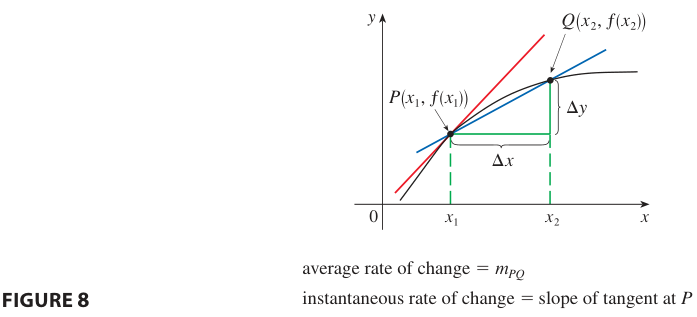 y
Q(x₂, f(x₂))
P(x₁, f(x₁))
Δy
Δx
0
x₁
x₂
x
average rate of change = m_PQ
FIGURE 8
instantaneous rate of change = slope of tangent at P